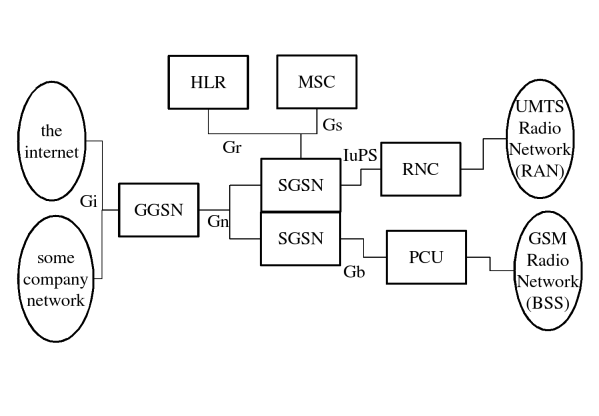 HLR
MSC
Gr
Gs
the
internet
Gi
some
company
network
GGSN
Gn
SGSN
SGSN
IuPS
RNC
Gb
PCU
UMTS
Radio
Network
(RAN)
GSM
Radio
Network
(BSS)